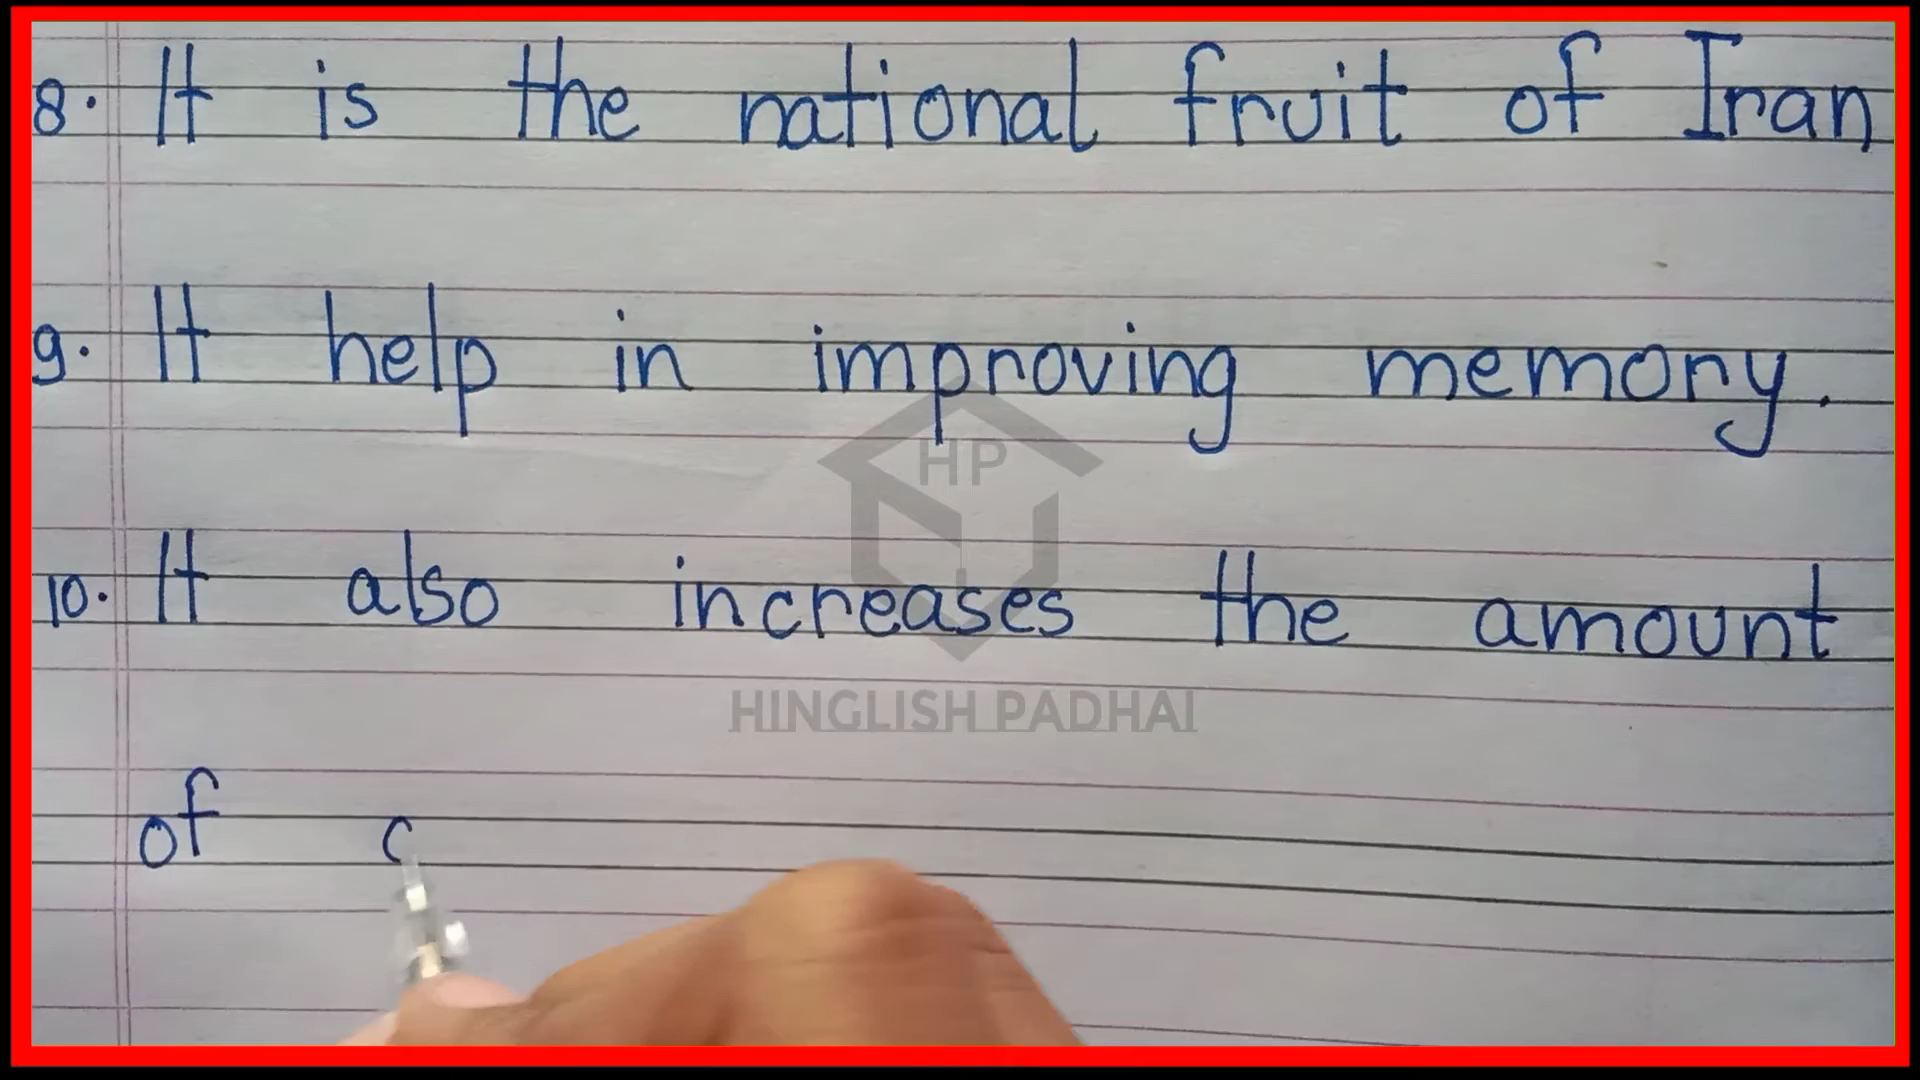 8. It is the national fruit of Iran
9. It help in improving memory.
HP
10. It also increases the amount
HINGLISH PADHAI
of